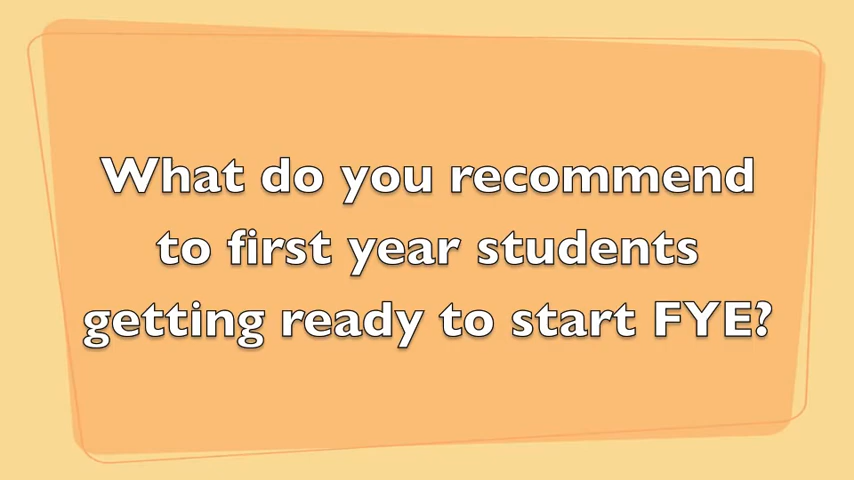 What do you recommend
to first year students
getting ready to start FYE?